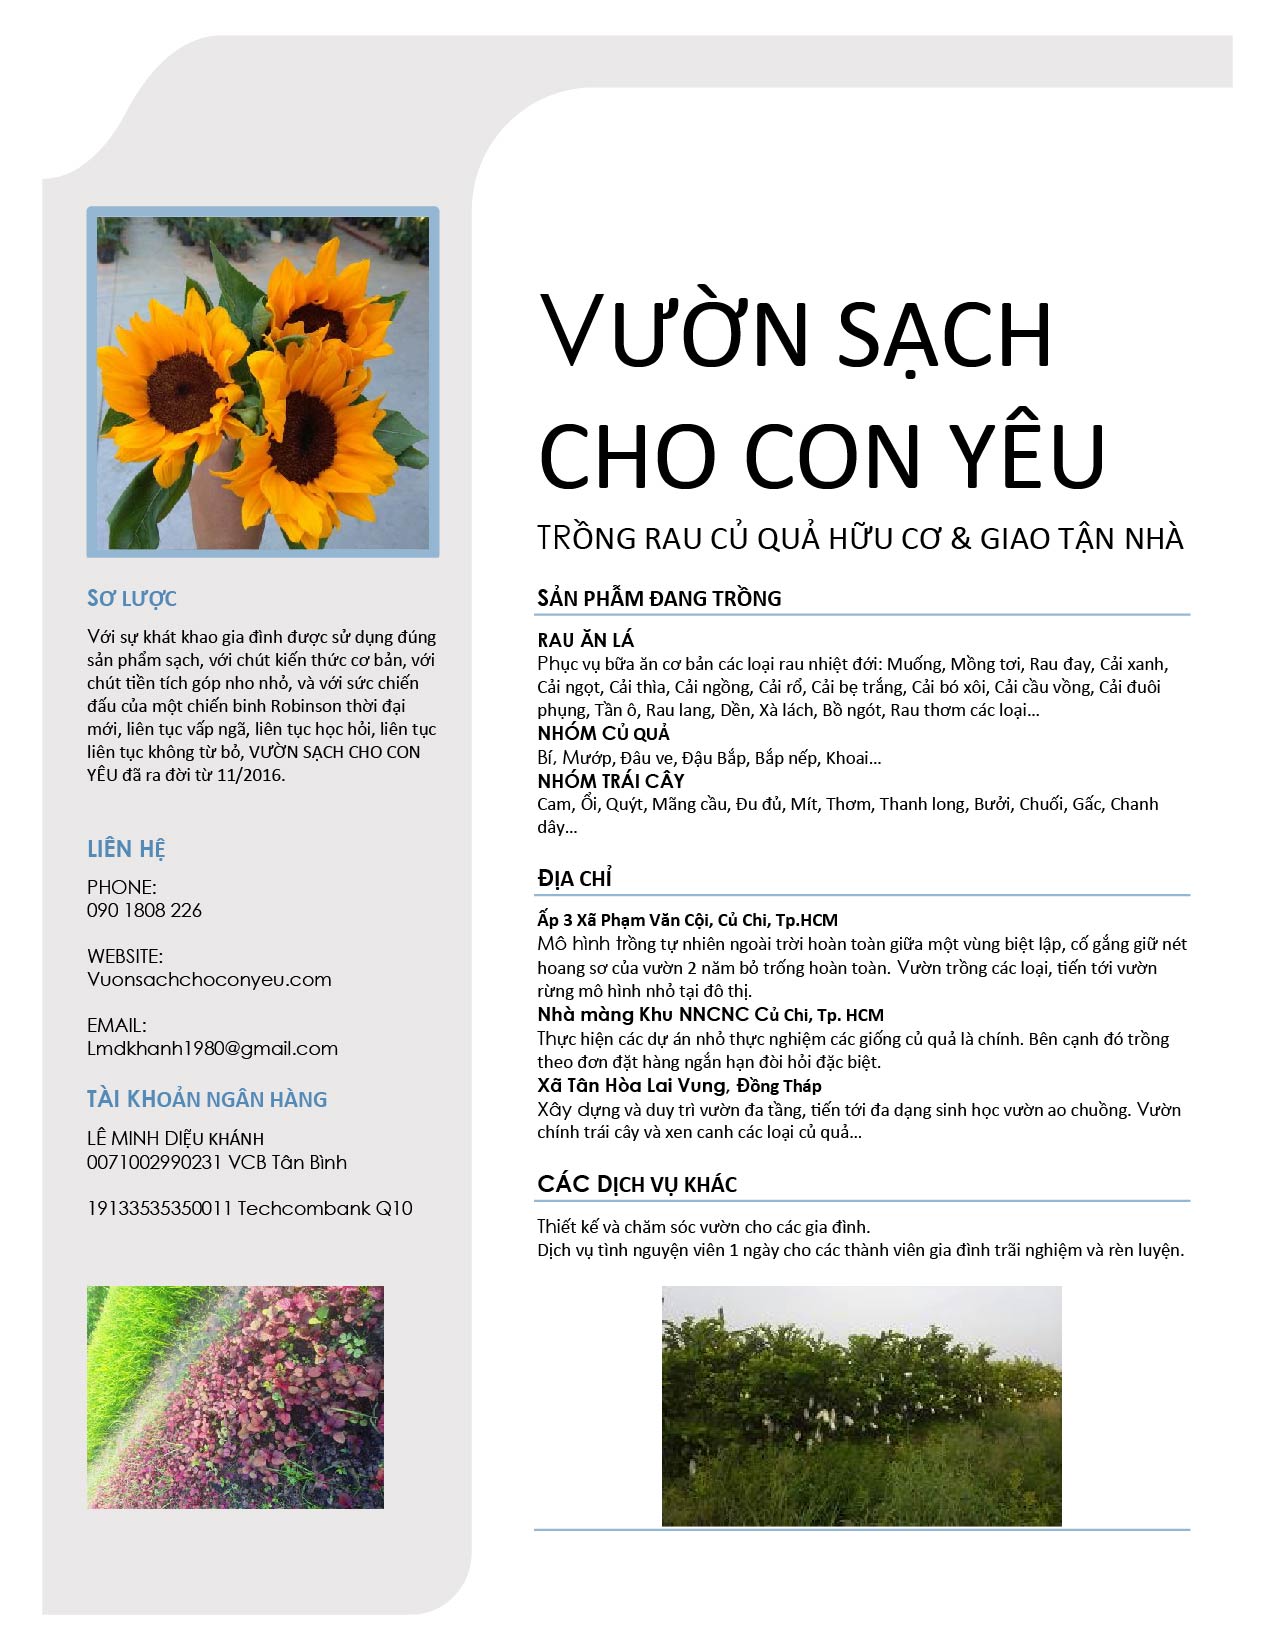 VƯỜN SẠCH
CHO CON YÊU
TRỒNG RAU CỦ QUẢ HỮU CƠ & GIAO TẬN NHÀ
SƠ LƯỢC
Với sự khát khao gia đình được sử dụng đúng
sản phẩm sạch, với chút kiến thức cơ bản, với
chút tiền tích góp nho nhỏ, và với sức chiến
đấu của một chiến binh Robinson thời đại
mới, liên tục vấp ngã, liên tục học hỏi, liên tục
liên tục không từ bỏ, VƯỜN SẠCH CHO CON
YÊU đã ra đời từ 11/2016.
LIÊN HỆ
PHONE:
090 1808 226
WEBSITE:
Vuonsachchoconyeu.com
EMAIL:
Lmdkhanh1980@gmail.com
TÀI KHOẢN NGÂN HÀNG
LÊ MINH DIỆU KHÁNH
0071002990231 VCB Tân Bình
19133535350011 Techcombank Q10
SẢN PHẪM ĐANG TRỒNG
RAU ĂN LÁ
Phục vụ bữa ăn cơ bản các loại rau nhiệt đới: Muống, Mồng tơi, Rau đay, Cải xanh,
Cải ngọt, Cải thìa, Cải ngồng, Cải rổ, Cải bẹ trắng, Cải bó xôi, Cải cầu vồng, Cải đuôi
phụng, Tần ô, Rau lang, Dền, Xà lách, Bồ ngót, Rau thơm các loại…
NHÓM CỦ QUẢ
Bí, Mướp, Đâu ve, Đậu Bắp, Bắp nếp, Khoai…
NHÓM TRÁI CÂY
Cam, Ổi, Quýt, Mãng cầu, Đu đủ, Mít, Thơm, Thanh long, Bưởi, Chuối, Gấc, Chanh
dây…
ĐỊA CHỈ
Ấp 3 Xã Phạm Văn Cội, Củ Chi, Tp.HCM
Mô hình trồng tự nhiên ngoài trời hoàn toàn giữa một vùng biệt lập, cố gắng giữ nét
hoang sơ của vườn 2 năm bỏ trống hoàn toàn. Vườn trồng các loại, tiến tới vườn
rừng mô hình nhỏ tại đô thị.
Nhà màng Khu NNCNC Củ Chi, Tp. HCM
Thực hiện các dự án nhỏ thực nghiệm các giống củ quả là chính. Bên cạnh đó trồng
theo đơn đặt hàng ngắn hạn đòi hỏi đặc biệt.
Xã Tân Hòa Lai Vung, Đồng Tháp
Xây dựng và duy trì vườn đa tầng, tiến tới đa dạng sinh học vườn ao chuồng. Vườn
chính trái cây và xen canh các loại củ quả…
CÁC DỊCH VỤ KHÁC
Thiết kế và chăm sóc vườn cho các gia đình.
Dịch vụ tình nguyện viên 1 ngày cho các thành viên gia đình trãi nghiệm và rèn luyện.